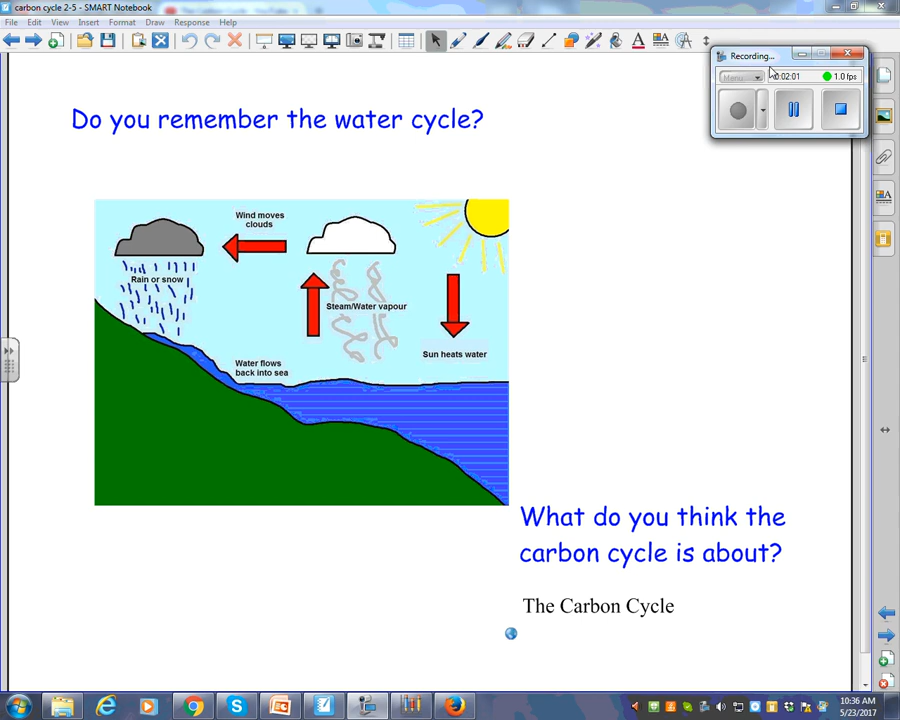 carbon cycle 2-5 - SMART Notebook
File Edit View Insert Format Draw Response Help
Recording...
Menu 0:02:01 1.0 fps
Do you remember the water cycle?
Wind moves
clouds
Rain or snow
Steam/Water vapour
Sun heats water
Water flows
back into sea
What do you think the
carbon cycle is about?
The Carbon Cycle
10:36 AM
5/23/2017